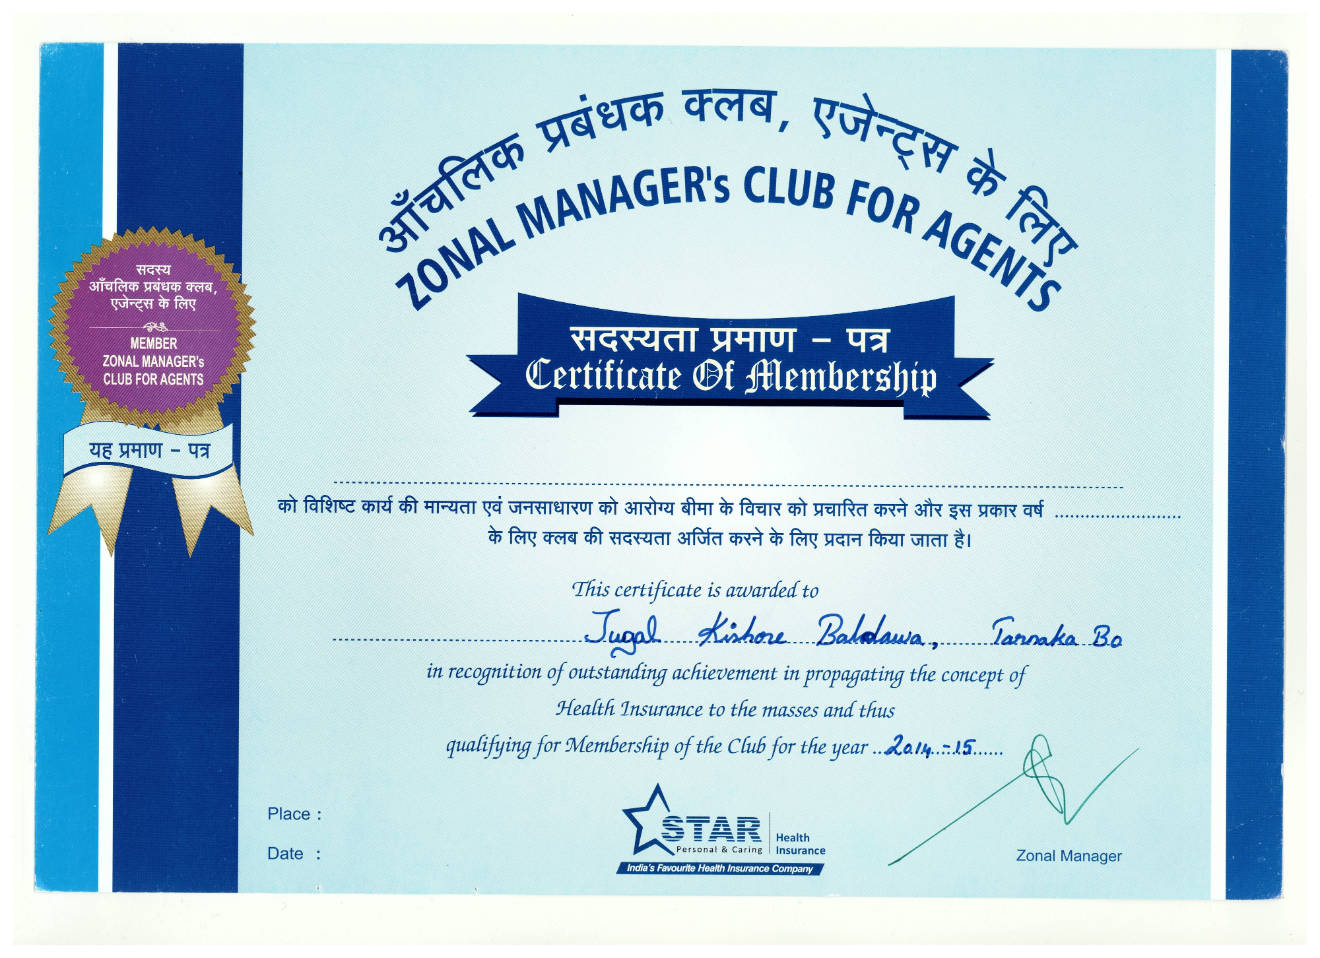 आँचलिक प्रबंधक क्लब, एजेन्ट्स के लिए
ZONAL MANAGER's CLUB FOR AGENTS
सदस्यता प्रमाण – पत्र
Certificate Of Membership
सदस्य
आँचलिक प्रबंधक क्लब,
एजेन्ट्स के लिए
MEMBER
ZONAL MANAGER's
CLUB FOR AGENTS
यह प्रमाण – पत्र
को विशिष्ट कार्य की मान्यता एवं जनसाधारण को आरोग्य बीमा के विचार को प्रचारित करने और इस प्रकार वर्ष ........................
के लिए क्लब की सदस्यता अर्जित करने के लिए प्रदान किया जाता है।
This certificate is awarded to
Jugal Kishore Baldawa, Tarnaka Bo
in recognition of outstanding achievement in propagating the concept of
Health Insurance to the masses and thus
qualifying for Membership of the Club for the year ..2014-15......
Place :
Date :
STAR Health Insurance
Personal & Caring
India's Favourite Health Insurance Company
Zonal Manager